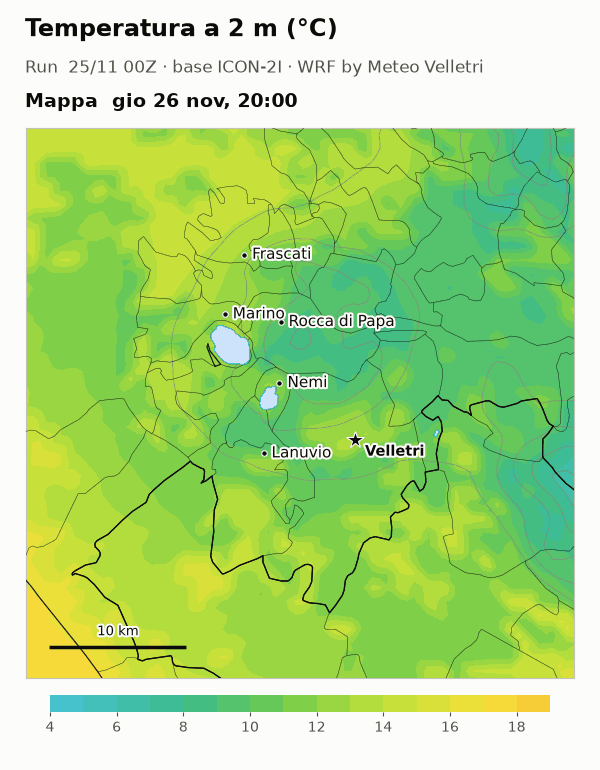 Temperatura a 2 m (°C)
Run  25/11 00Z · base ICON-2I · WRF by Meteo Velletri
Mappa  gio 26 nov, 20:00
Frascati
Marino
Rocca di Papa
Nemi
Velletri
Lanuvio
10 km
4 6 8 10 12 14 16 18